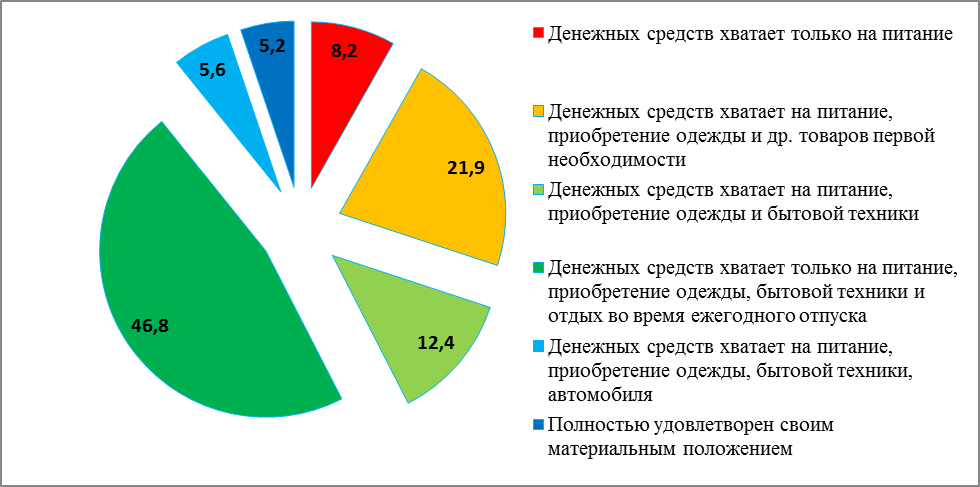 5,2
8,2
5,6
21,9
46,8
12,4
Денежных средств хватает только на питание
Денежных средств хватает на питание,
приобретение одежды и др. товаров первой
необходимости
Денежных средств хватает на питание,
приобретение одежды и бытовой техники
Денежных средств хватает только на питание,
приобретение одежды, бытовой техники и
отдых во время ежегодного отпуска
Денежных средств хватает на питание,
приобретение одежды, бытовой техники,
автомобиля
Полностью удовлетворен своим
материальным положением